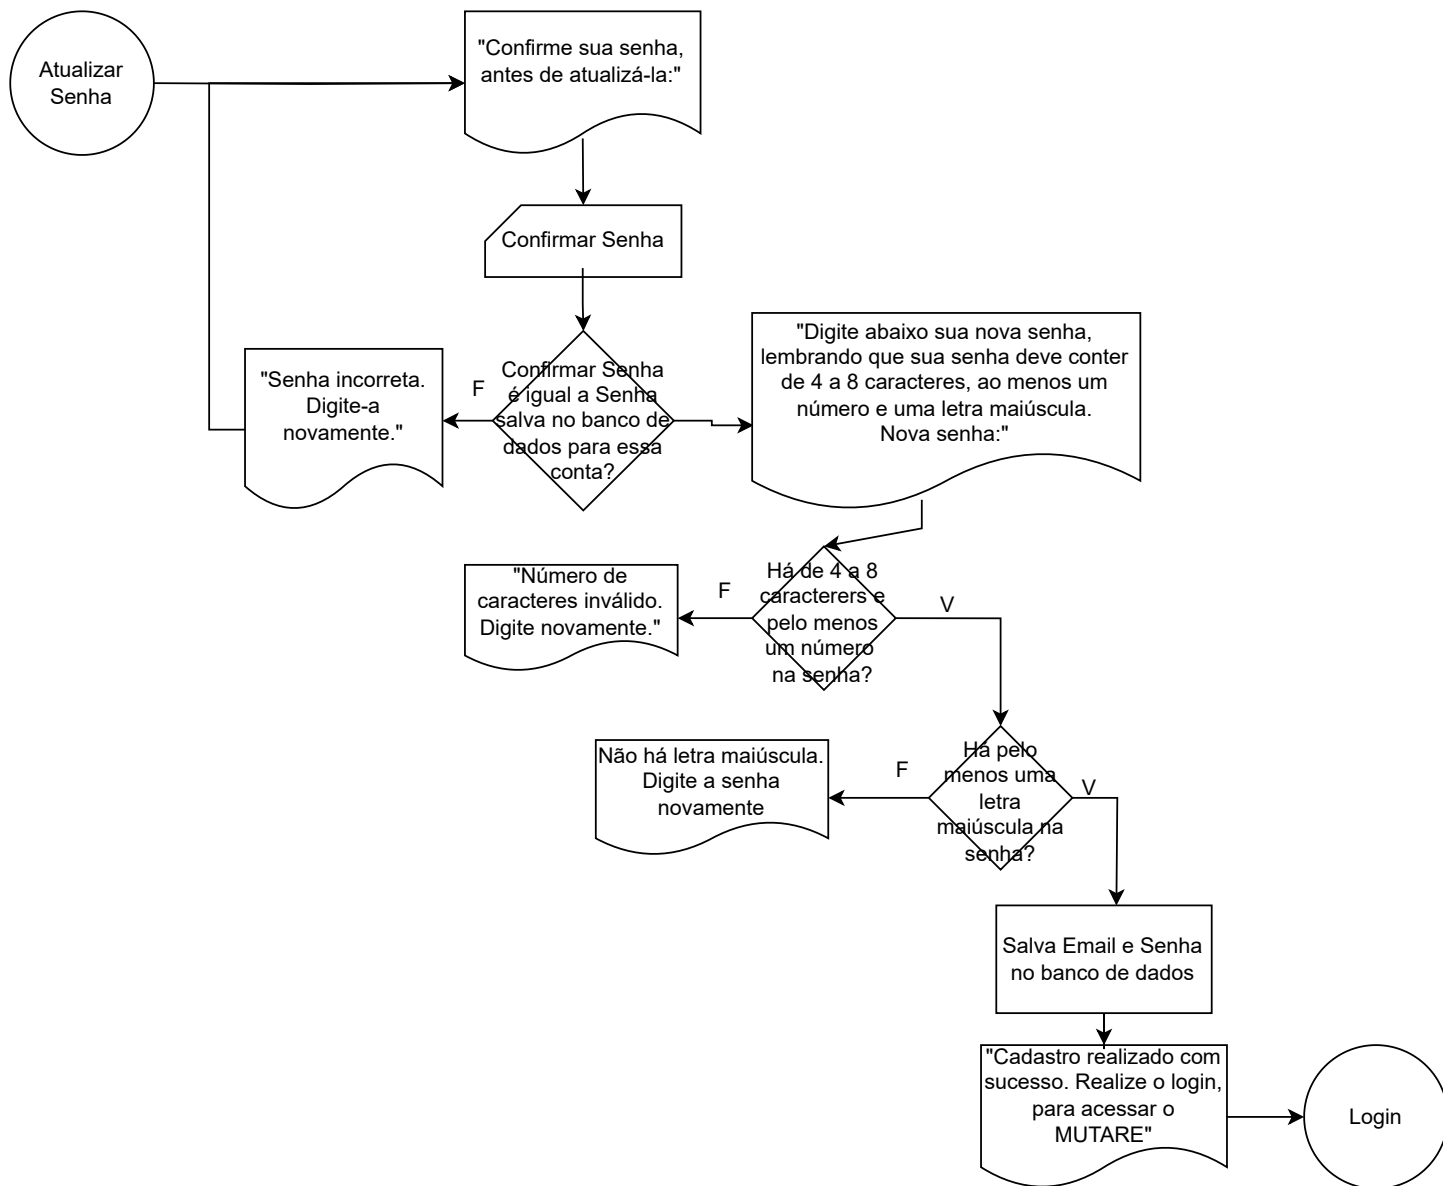 Atualizar
Senha
"Confirme sua senha,
antes de atualizá-la:"
Confirmar Senha
Confirmar Senha
é igual a Senha
salva no banco de
dados para essa
conta?
F
"Senha incorreta.
Digite-a
novamente."
"Digite abaixo sua nova senha,
lembrando que sua senha deve conter
de 4 a 8 caracteres, ao menos um
número e uma letra maiúscula.
Nova senha:"
Há de 4 a 8
caracterers e
pelo menos
um número
na senha?
F
V
"Número de
caracteres inválido.
Digite novamente."
Há pelo
menos uma
letra
maiúscula na
senha?
F
V
Não há letra maiúscula.
Digite a senha
novamente
Salva Email e Senha
no banco de dados
"Cadastro realizado com
sucesso. Realize o login,
para acessar o
MUTARE"
Login